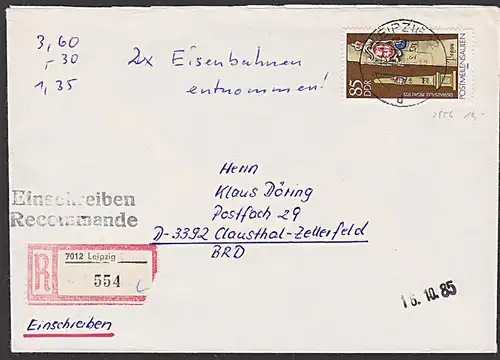 3,60
-30
1,35
2x Eisenbahnen
entnommen!
LEIPZIG
85
DDR
POSTMEILENSÄULEN
Herrn
Klaus Döring
Postfach 29
D-3392 Clausthal-Zellerfeld
BRD
Einschreiben
Recommande
R
7012 Leipzig
554
Einschreiben
16.10.85